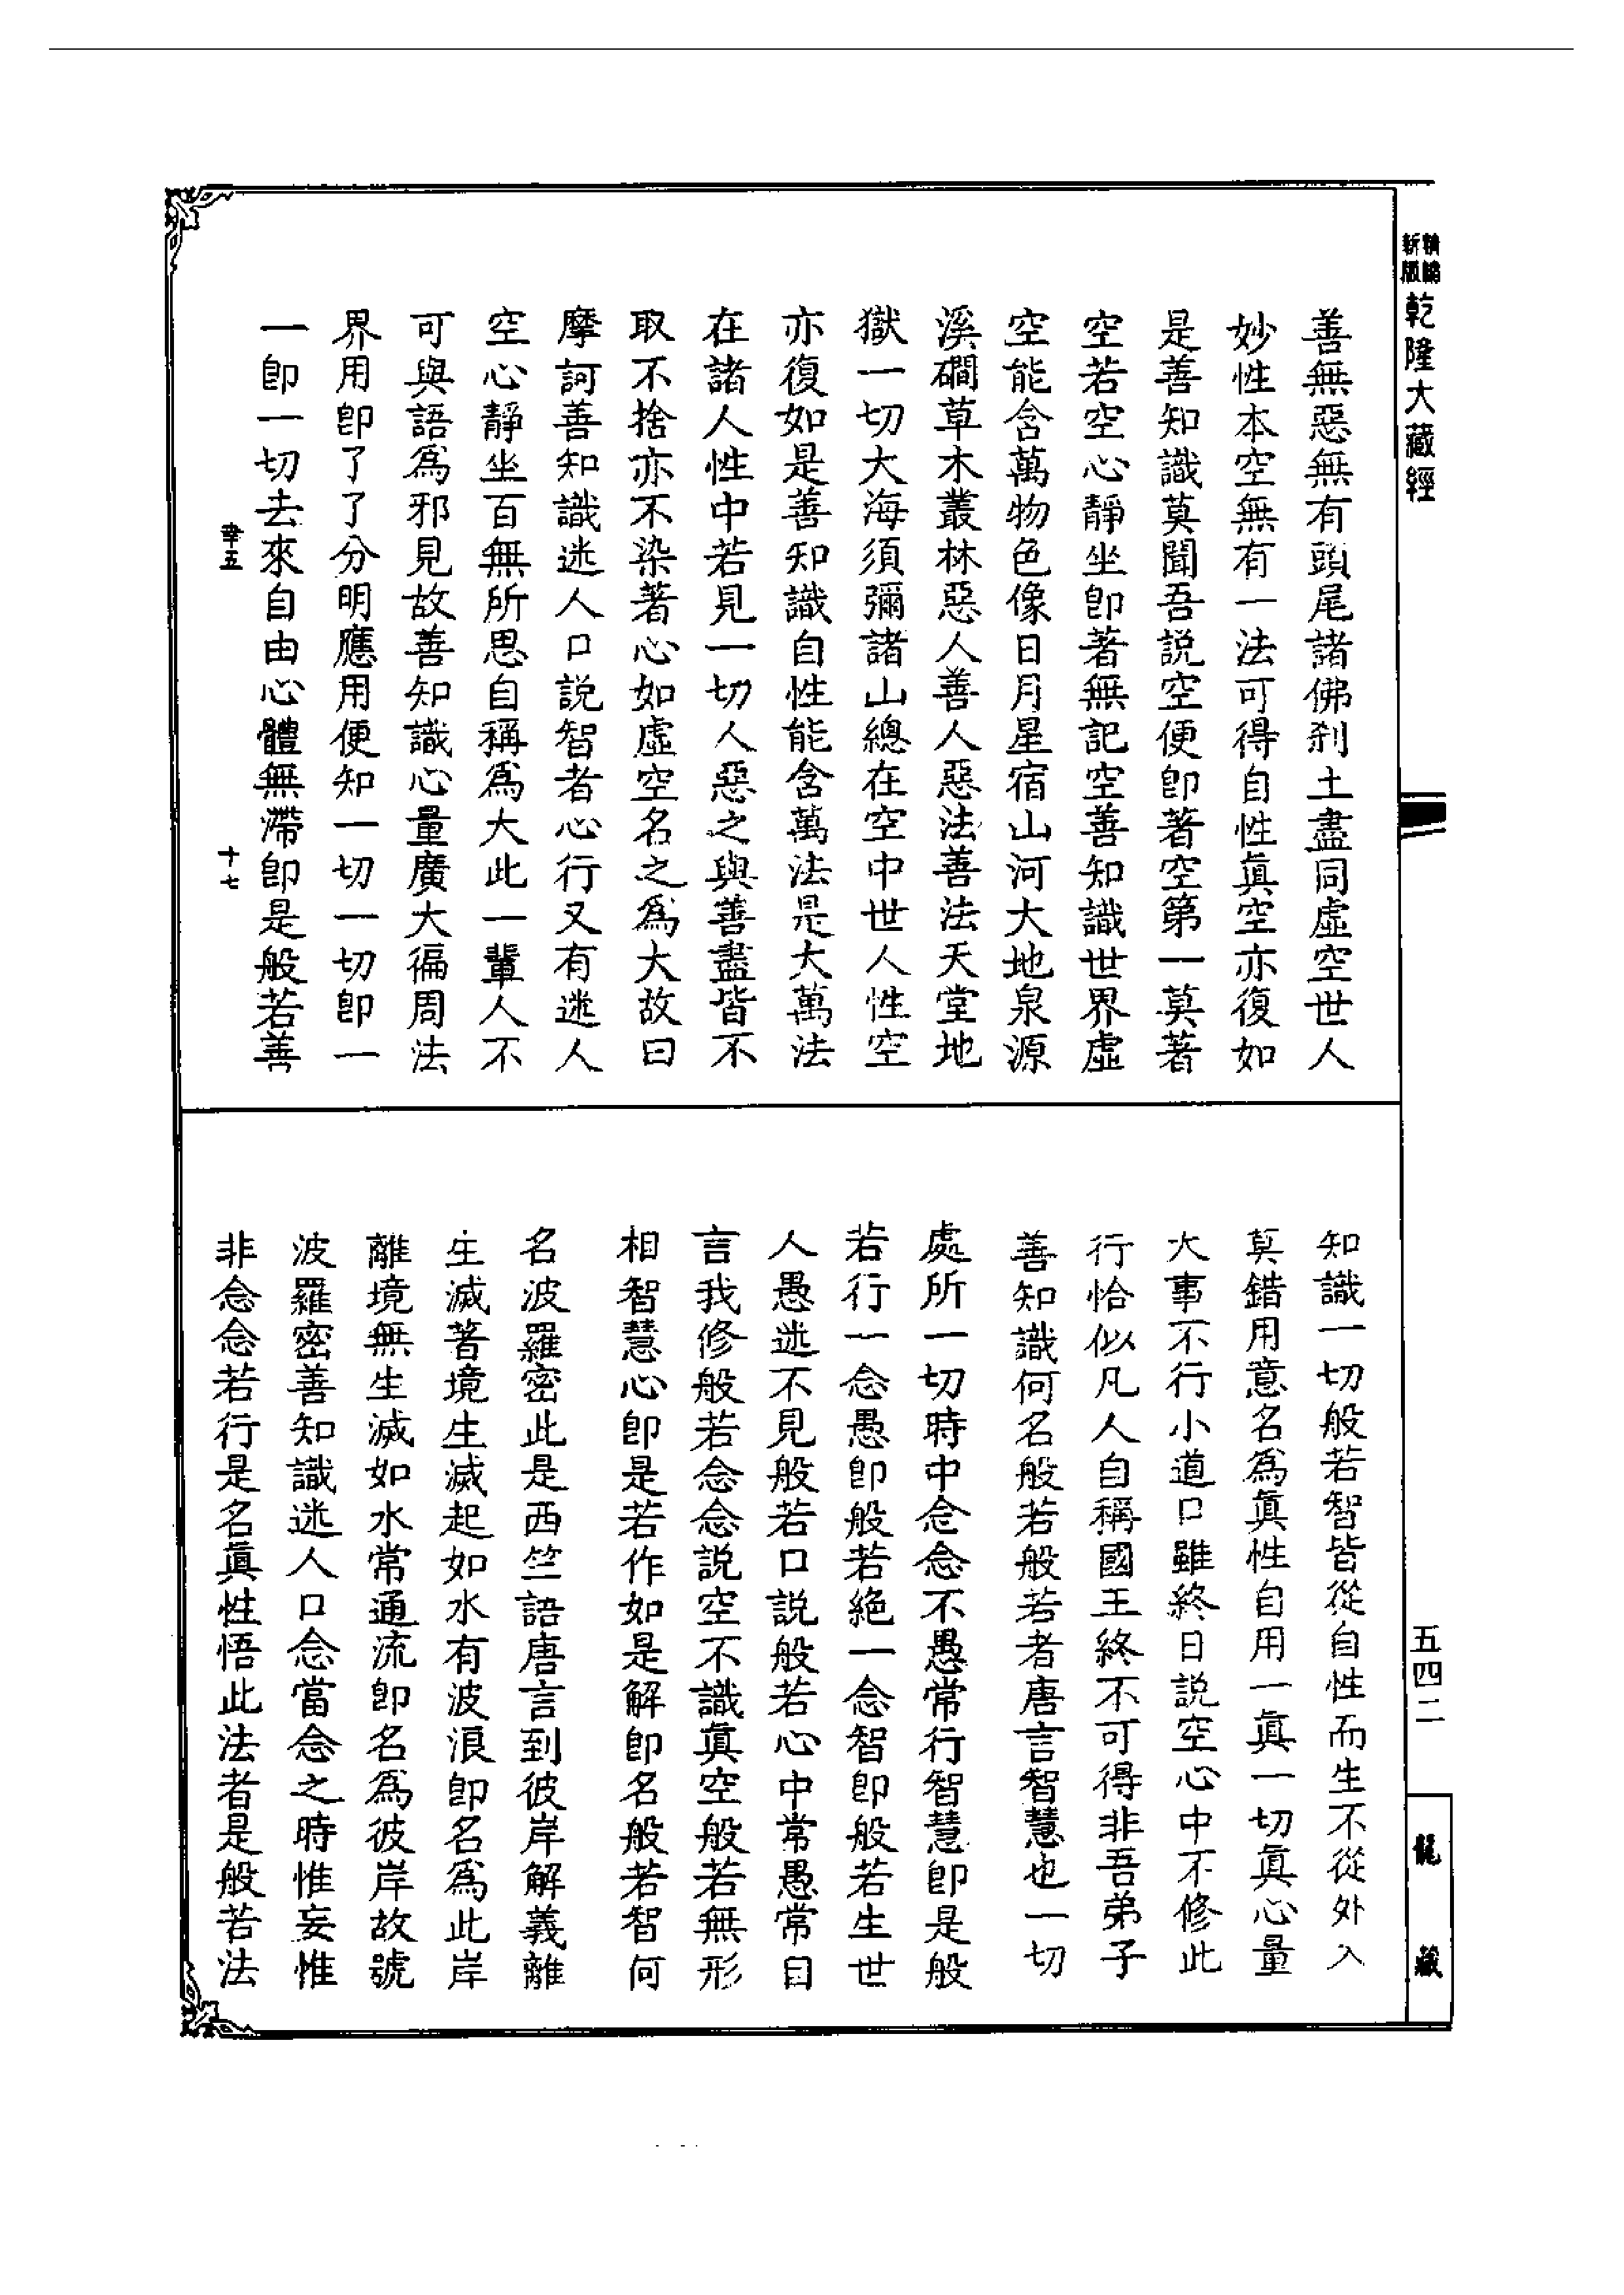 精編
新版
乾隆大藏經
善無惡無有頭尾諸佛剎土盡同虛空世人
妙性本空無有一法可得自性眞空亦復如
是善知識莫聞吾說空便卽著空第一莫著
空若空心靜坐卽著無記空善知識世界虛
空能含萬物色像日月星宿山河大地泉源
溪磵草木叢林惡人善人惡法善法天堂地
獄一切大海須彌諸山總在空中世人性空
亦復如是善知識自性能含萬法是大萬法
在諸人性中若見一切人惡之與善盡皆不
取不捨亦不染著心如虛空名之爲大故曰
摩訶善知識迷人口說智者心行又有迷人
空心靜坐百無所思自稱爲大此一輩人不
可與語爲邪見故善知識心量廣大徧周法
界用卽了了分明應用便知一切一切卽一
一卽一切去來自由心體無滯卽是般若善
十七
知識一切般若智皆從自性而生不從外入
莫錯用意名爲眞性自用一眞一切眞心量
大事不行小道口雖終日說空心中不修此
行恰似凡人自稱國王終不可得非吾弟子
善知識何名般若般若者唐言智慧也一切
處所一切時中念念不愚常行智慧卽是般
若行一念愚卽般若絕一念智卽般若生世
人愚迷不見般若口說般若心中常愚常自
言我修般若念念說空不識眞空般若無形
相智慧心卽是若作如是解卽名般若智何
名波羅密此是西竺語唐言到彼岸解義離
生滅著境生滅起如水有波浪卽名爲此岸
離境無生滅如水常通流卽名爲彼岸故號
波羅密善知識迷人口念當念之時惟妄惟
非念念若行是名眞性悟此法者是般若法
五四二
龍藏